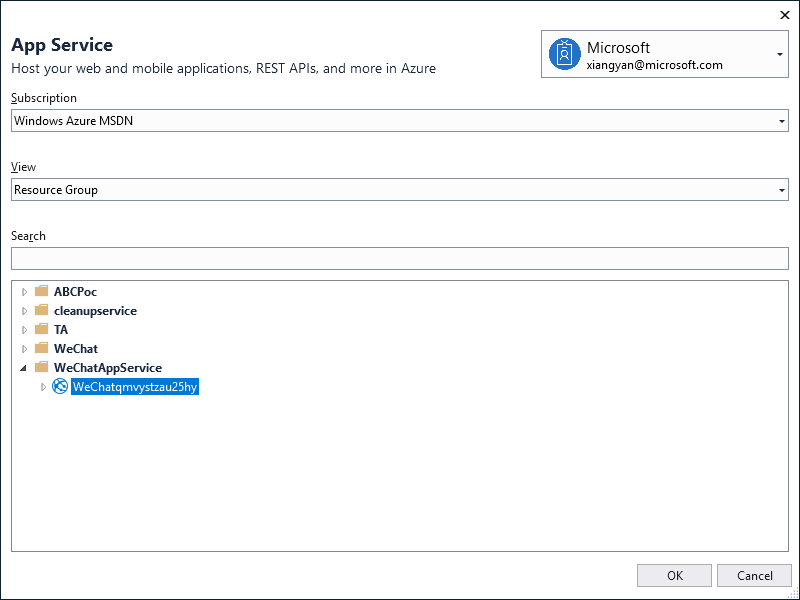 App Service
Host your web and mobile applications, REST APIs, and more in Azure
Microsoft
xiangyan@microsoft.com
Subscription
Windows Azure MSDN
View
Resource Group
Search
ABCPoc
cleanupservice
TA
WeChat
WeChatAppService
WeChatqmvystzau25hy
OK
Cancel